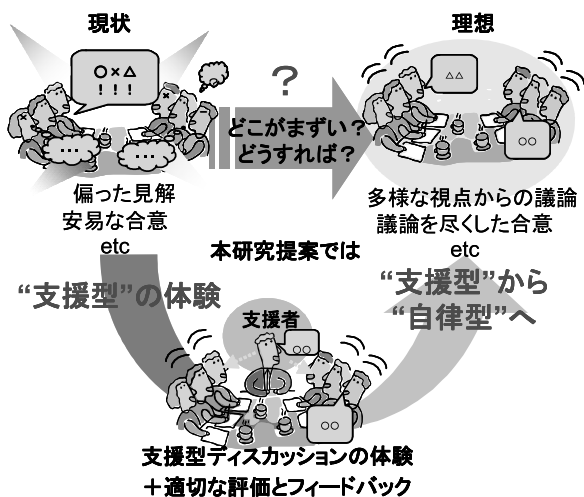 現状
理想
○×△
！！！
…
…
…
？
どこがまずい？
どうすれば？
△△
○○
偏った見解
安易な合意
etc
多様な視点からの議論
議論を尽くした合意
etc
本研究提案では
“支援型”の体験
“支援型”から
“自律型”へ
支援者
○○
○○
支援型ディスカッションの体験
＋適切な評価とフィードバック